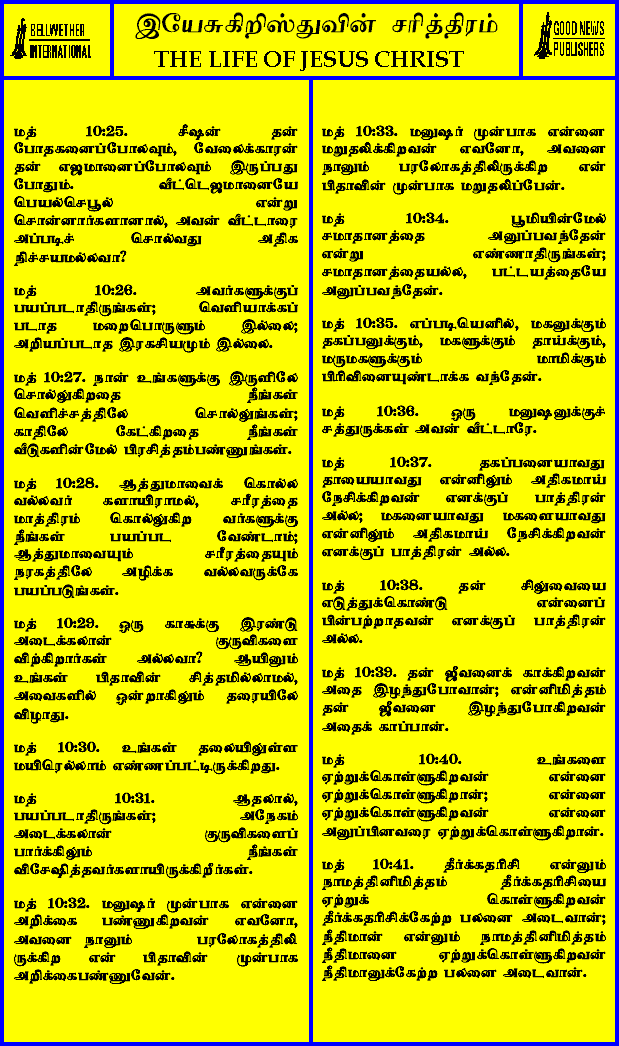 BELLWETHER
INTERNATIONAL
இயேசுகிறிஸ்துவின் சரித்திரம்
THE LIFE OF JESUS CHRIST
GOOD NEWS
PUBLISHERS
மத் 10:25. சீஷன் தன்
போதகனைப்போலவும், வேலைக்காரன்
தன் எஜமானைப்போலவும் இருப்பது
போதும். வீட்டெஜமானையே
பெயல்செபூல் என்று
சொன்னார்களானால், அவன் வீட்டாரை
அப்படிச் சொல்வது அதிக
நிச்சயமல்லவா?
மத் 10:26. அவர்களுக்குப்
பயப்படாதிருங்கள்; வெளியாக்கப்
படாத மறைபொருளும் இல்லை;
அறியப்படாத இரகசியமும் இல்லை.
மத் 10:27. நான் உங்களுக்கு இருளிலே
சொல்லுகிறதை நீங்கள்
வெளிச்சத்திலே சொல்லுங்கள்;
காதிலே கேட்கிறதை நீங்கள்
வீடுகளின்மேல் பிரசித்தம்பண்ணுங்கள்.
மத் 10:28. ஆத்துமாவைக் கொல்ல
வல்லவர் களாயிராமல், சரீரத்தை
மாத்திரம் கொல்லுகிற வர்களுக்கு
நீங்கள் பயப்பட வேண்டாம்;
ஆத்துமாவையும் சரீரத்தையும்
நரகத்திலே அழிக்க வல்லவருக்கே
பயப்படுங்கள்.
மத் 10:29. ஒரு காசுக்கு இரண்டு
அடைக்கலான் குருவிகளை
விற்கிறார்கள் அல்லவா? ஆயினும்
உங்கள் பிதாவின் சித்தமில்லாமல்,
அவைகளில் ஒன்றாகிலும் தரையிலே
விழாது.
மத் 10:30. உங்கள் தலையிலுள்ள
மயிரெல்லாம் எண்ணப்பட்டிருக்கிறது.
மத் 10:31. ஆதலால்,
பயப்படாதிருங்கள்; அநேகம்
அடைக்கலான் குருவிகளைப்
பார்க்கிலும் நீங்கள்
விசேஷித்தவர்களாயிருக்கிறீர்கள்.
மத் 10:32. மனுஷர் முன்பாக என்னை
அறிக்கை பண்ணுகிறவன் எவனோ,
அவனை நானும் பரலோகத்திலி
ருக்கிற என் பிதாவின் முன்பாக
அறிக்கைபண்ணுவேன்.
மத் 10:33. மனுஷர் முன்பாக என்னை
மறுதலிக்கிறவன் எவனோ, அவனை
நானும் பரலோகத்திலிருக்கிற என்
பிதாவின் முன்பாக மறுதலிப்பேன்.
மத் 10:34. பூமியின்மேல்
சமாதானத்தை அனுப்பவந்தேன்
என்று எண்ணாதிருங்கள்;
சமாதானத்தையல்ல, பட்டயத்தையே
அனுப்பவந்தேன்.
மத் 10:35. எப்படியெனில், மகனுக்கும்
தகப்பனுக்கும், மகளுக்கும் தாய்க்கும்,
மருமகளுக்கும் மாமிக்கும்
பிரிவினையுண்டாக்க வந்தேன்.
மத் 10:36. ஒரு மனுஷனுக்குச்
சத்துருக்கள் அவன் வீட்டாரே.
மத் 10:37. தகப்பனையாவது
தாயையாவது என்னிலும் அதிகமாய்
நேசிக்கிறவன் எனக்குப் பாத்திரன்
அல்ல; மகனையாவது மகளையாவது
என்னிலும் அதிகமாய் நேசிக்கிறவன்
எனக்குப் பாத்திரன் அல்ல.
மத் 10:38. தன் சிலுவையை
எடுத்துக்கொண்டு என்னைப்
பின்பற்றாதவன் எனக்குப் பாத்திரன்
அல்ல.
மத் 10:39. தன் ஜீவனைக் காக்கிறவன்
அதை இழந்துபோவான்; என்னிமித்தம்
தன் ஜீவனை இழந்துபோகிறவன்
அதைக் காப்பான்.
மத் 10:40. உங்களை
ஏற்றுக்கொள்ளுகிறவன் என்னை
ஏற்றுக்கொள்ளுகிறான்; என்னை
ஏற்றுக்கொள்ளுகிறவன் என்னை
அனுப்பினவரை ஏற்றுக்கொள்ளுகிறான்.
மத் 10:41. தீர்க்கதரிசி என்னும்
நாமத்தினிமித்தம் தீர்க்கதரிசியை
ஏற்றுக் கொள்ளுகிறவன்
தீர்க்கதரிசிக்கேற்ற பலனை அடைவான்;
நீதிமான் என்னும் நாமத்தினிமித்தம்
நீதிமானை ஏற்றுக்கொள்ளுகிறவன்
நீதிமானுக்கேற்ற பலனை அடைவான்.